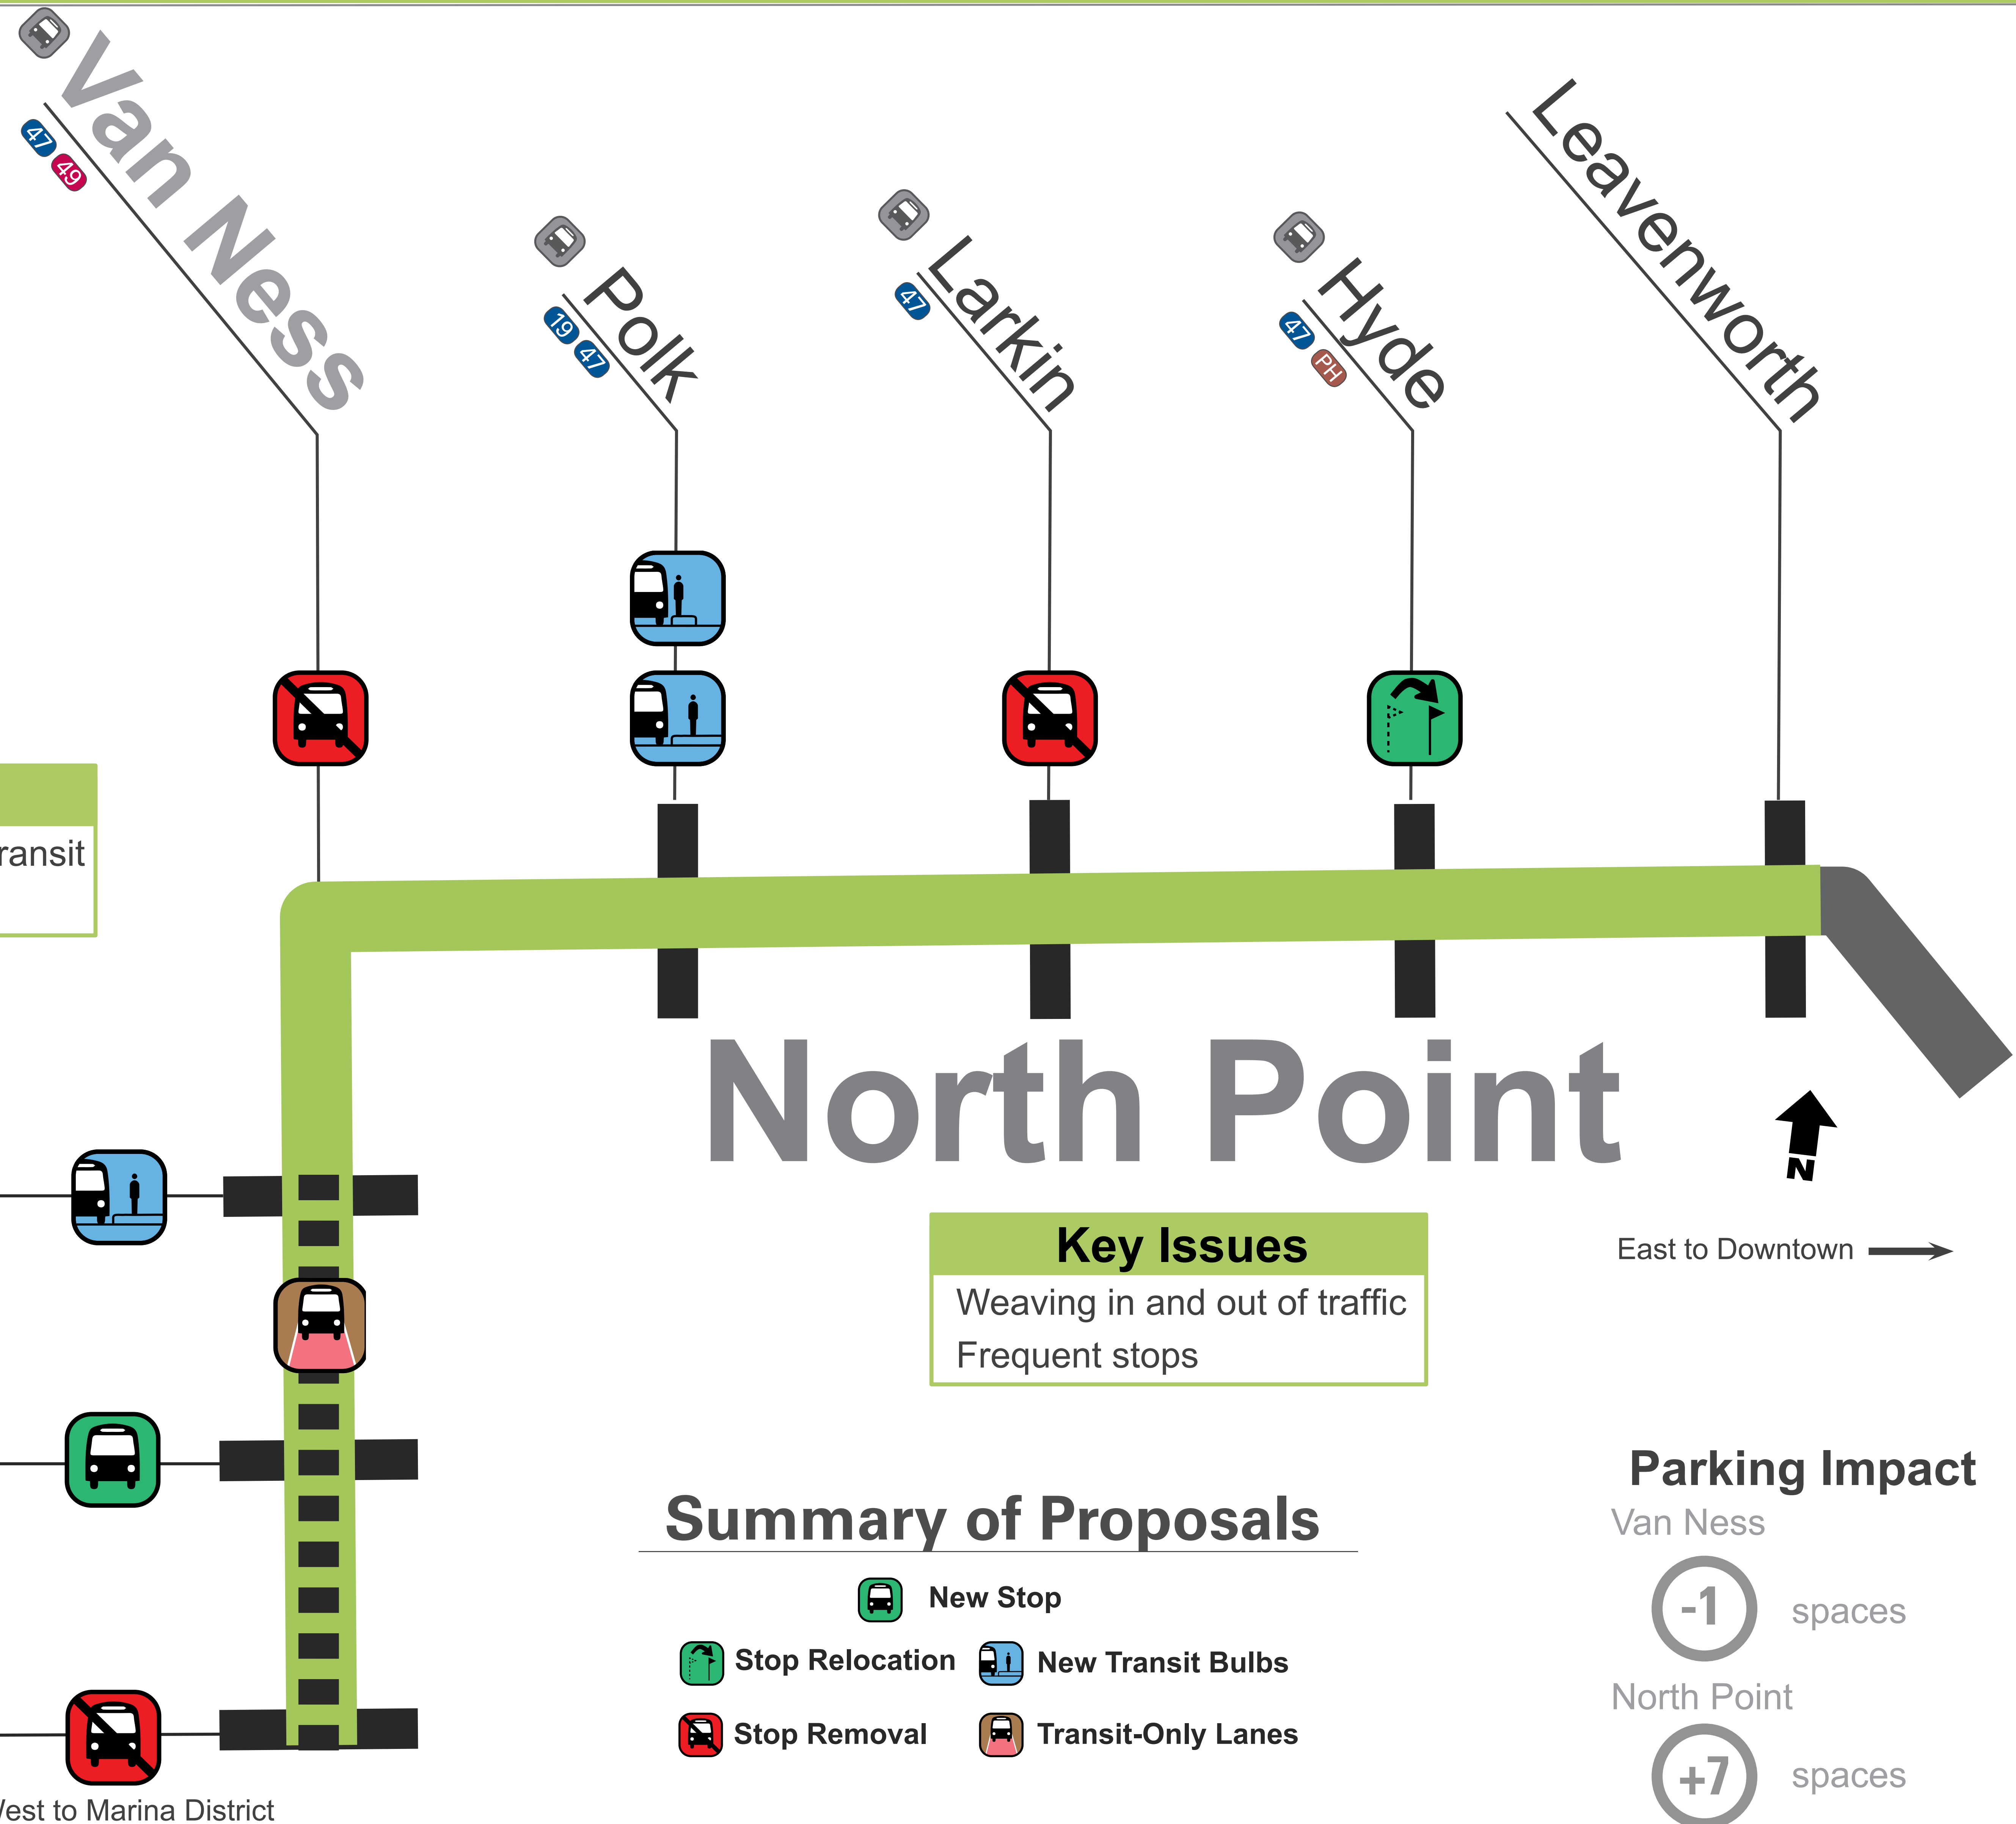 Van Ness
47 49
Polk
19 47
Larkin
47
Hyde
47 PH
Leavenworth
North Point
N
East to Downtown
Key Issues
Weaving in and out of traffic
Frequent stops
Summary of Proposals
New Stop
Stop Relocation
New Transit Bulbs
Stop Removal
Transit-Only Lanes
Parking Impact
Van Ness
-1 spaces
North Point
+7 spaces
to Marina District